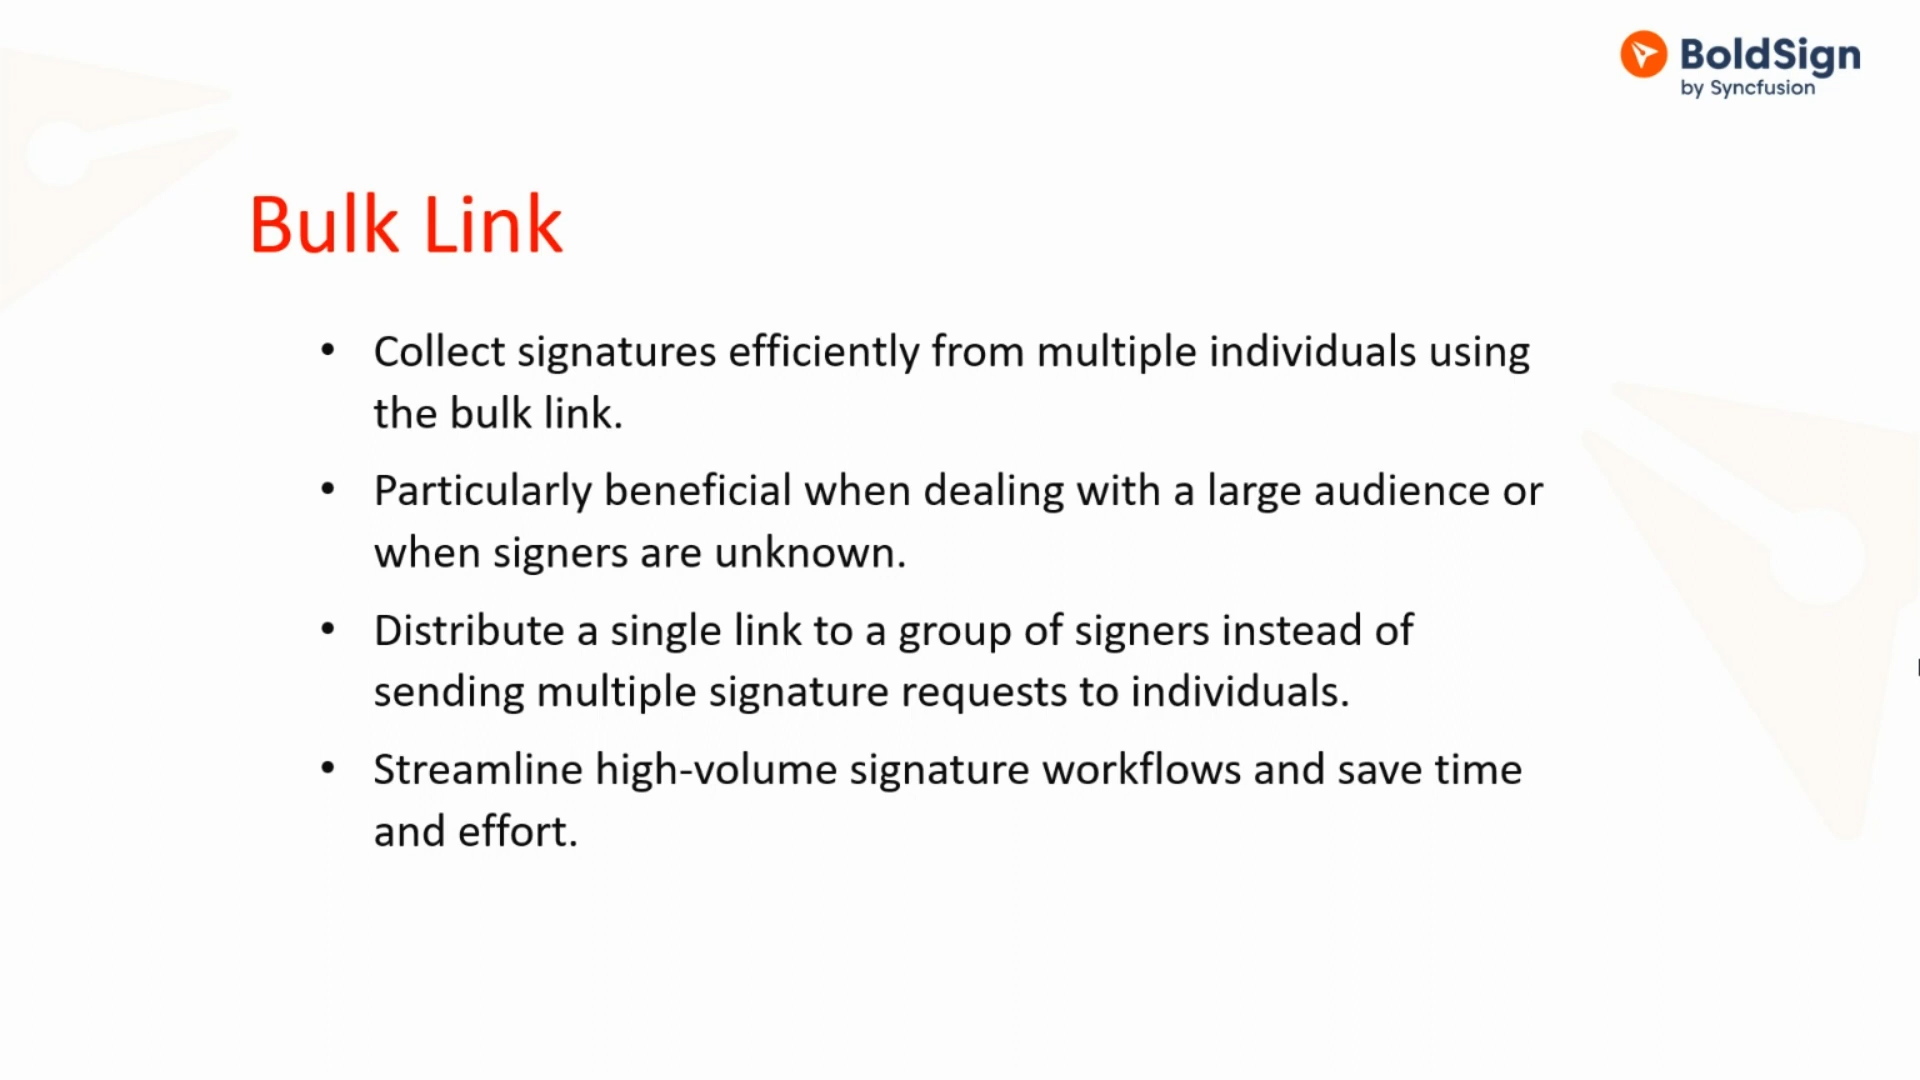 BoldSign
by Syncfusion
Bulk Link
• Collect signatures efficiently from multiple individuals using
the bulk link.
• Particularly beneficial when dealing with a large audience or
when signers are unknown.
• Distribute a single link to a group of signers instead of
sending multiple signature requests to individuals.
• Streamline high-volume signature workflows and save time
and effort.